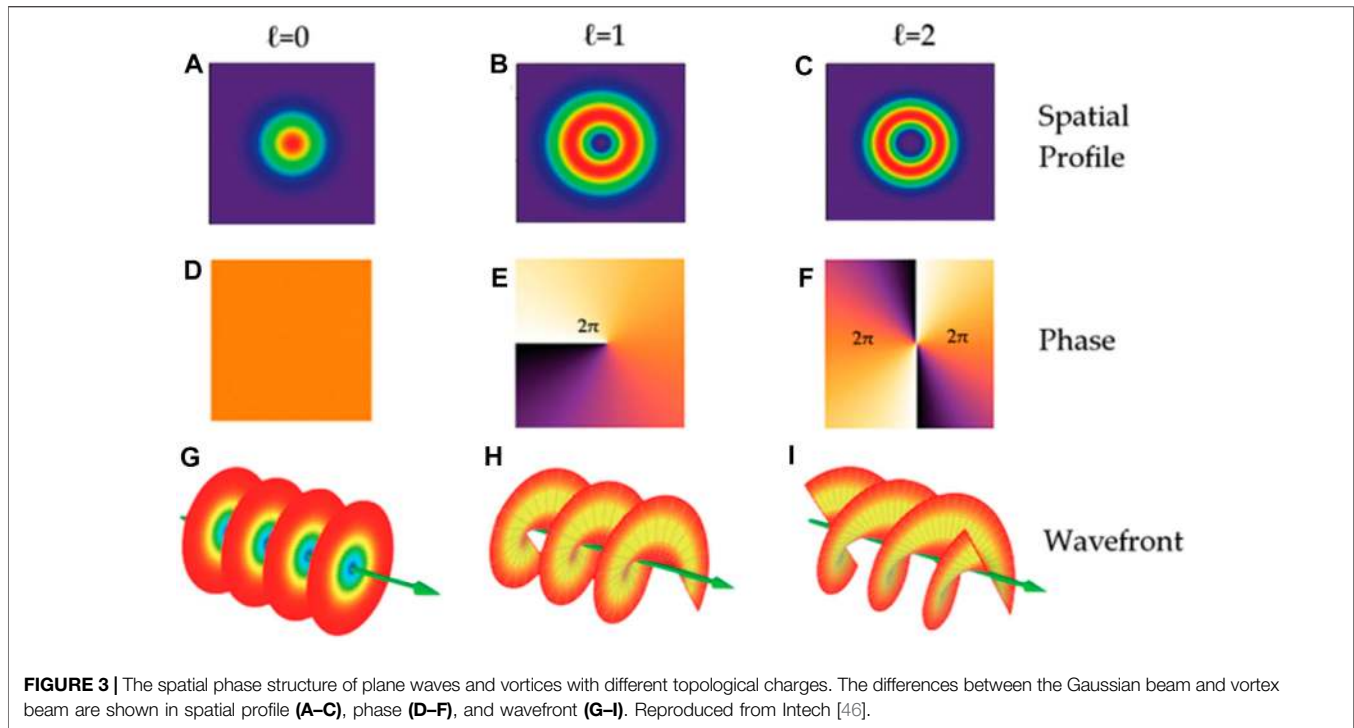 ℓ=0 ℓ=1 ℓ=2
A B C
Spatial
Profile
D E F
2π 2π 2π
Phase
G H I
Wavefront
FIGURE 3 | The spatial phase structure of plane waves and vortices with different topological charges. The differences between the Gaussian beam and vortex
beam are shown in spatial profile (A–C), phase (D–F), and wavefront (G–I). Reproduced from Intech [46].